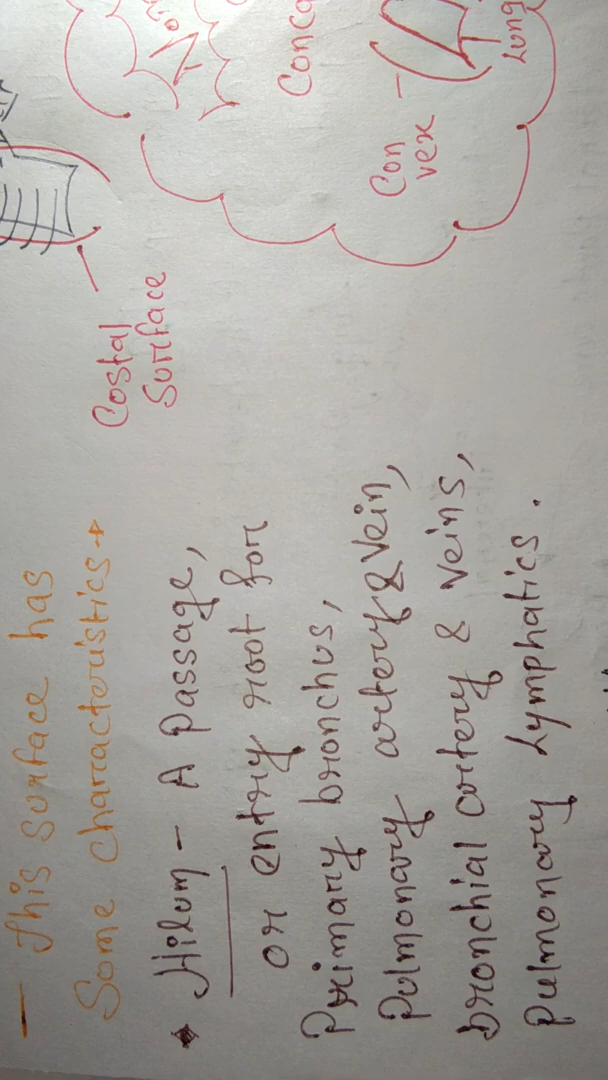 Costal
Surface
Con
vex
Conca
Lung
- This surface has
Some characteristics →
Hilum - A passage,
or entry root for
Primary bronchus,
Pulmonary artery & vein,
bronchial artery & veins,
pulmonary lymphatics.